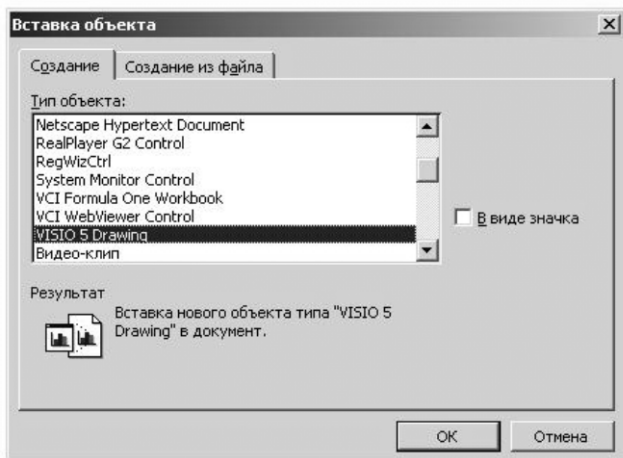 Вставка объекта
Создание
Создание из файла
Тип объекта:
Netscape Hypertext Document
RealPlayer G2 Control
RegWizCtrl
System Monitor Control
VCI Formula One Workbook
VCI WebViewer Control
VISIO 5 Drawing
Видео-клип
В виде значка
Результат
Вставка нового объекта типа "VISIO 5
Drawing" в документ.
OK
Отмена